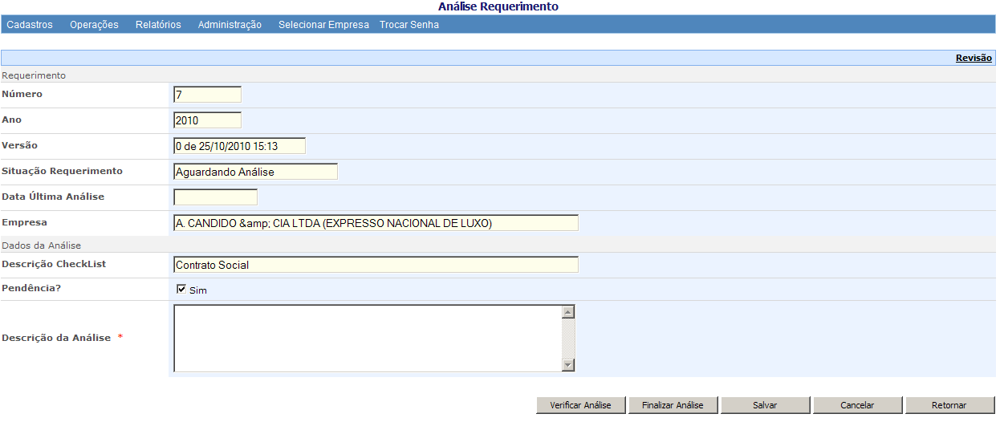 Análise Requerimento
Cadastros Operações Relatórios Administração Selecionar Empresa Trocar Senha
Revisão
Requerimento
Número 7
Ano 2010
Versão 0 de 25/10/2010 15:13
Situação Requerimento Aguardando Análise
Data Última Análise
Empresa A. CANDIDO &amp; CIA LTDA (EXPRESSO NACIONAL DE LUXO)
Dados da Análise
Descrição CheckList Contrato Social
Pendência? Sim
Descrição da Análise *
Verificar Análise Finalizar Análise Salvar Cancelar Retornar